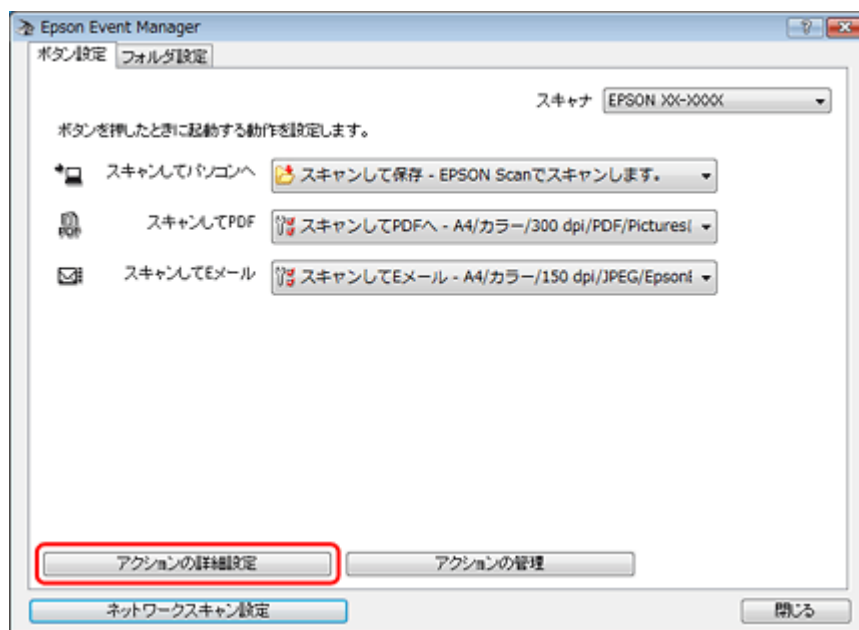 Epson Event Manager
ボタン設定 フォルダ設定
スキャナ EPSON XX-XXXX
ボタンを押したときに起動する動作を設定します。
スキャンしてパソコンへ スキャンして保存 - EPSON Scanでスキャンします。
スキャンしてPDF スキャンしてPDFへ - A4/カラー/300 dpi/PDF/Pictures
スキャンしてEメール スキャンしてEメール - A4/カラー/150 dpi/JPEG/Epson
アクションの詳細設定 アクションの管理
ネットワークスキャン設定 閉じる